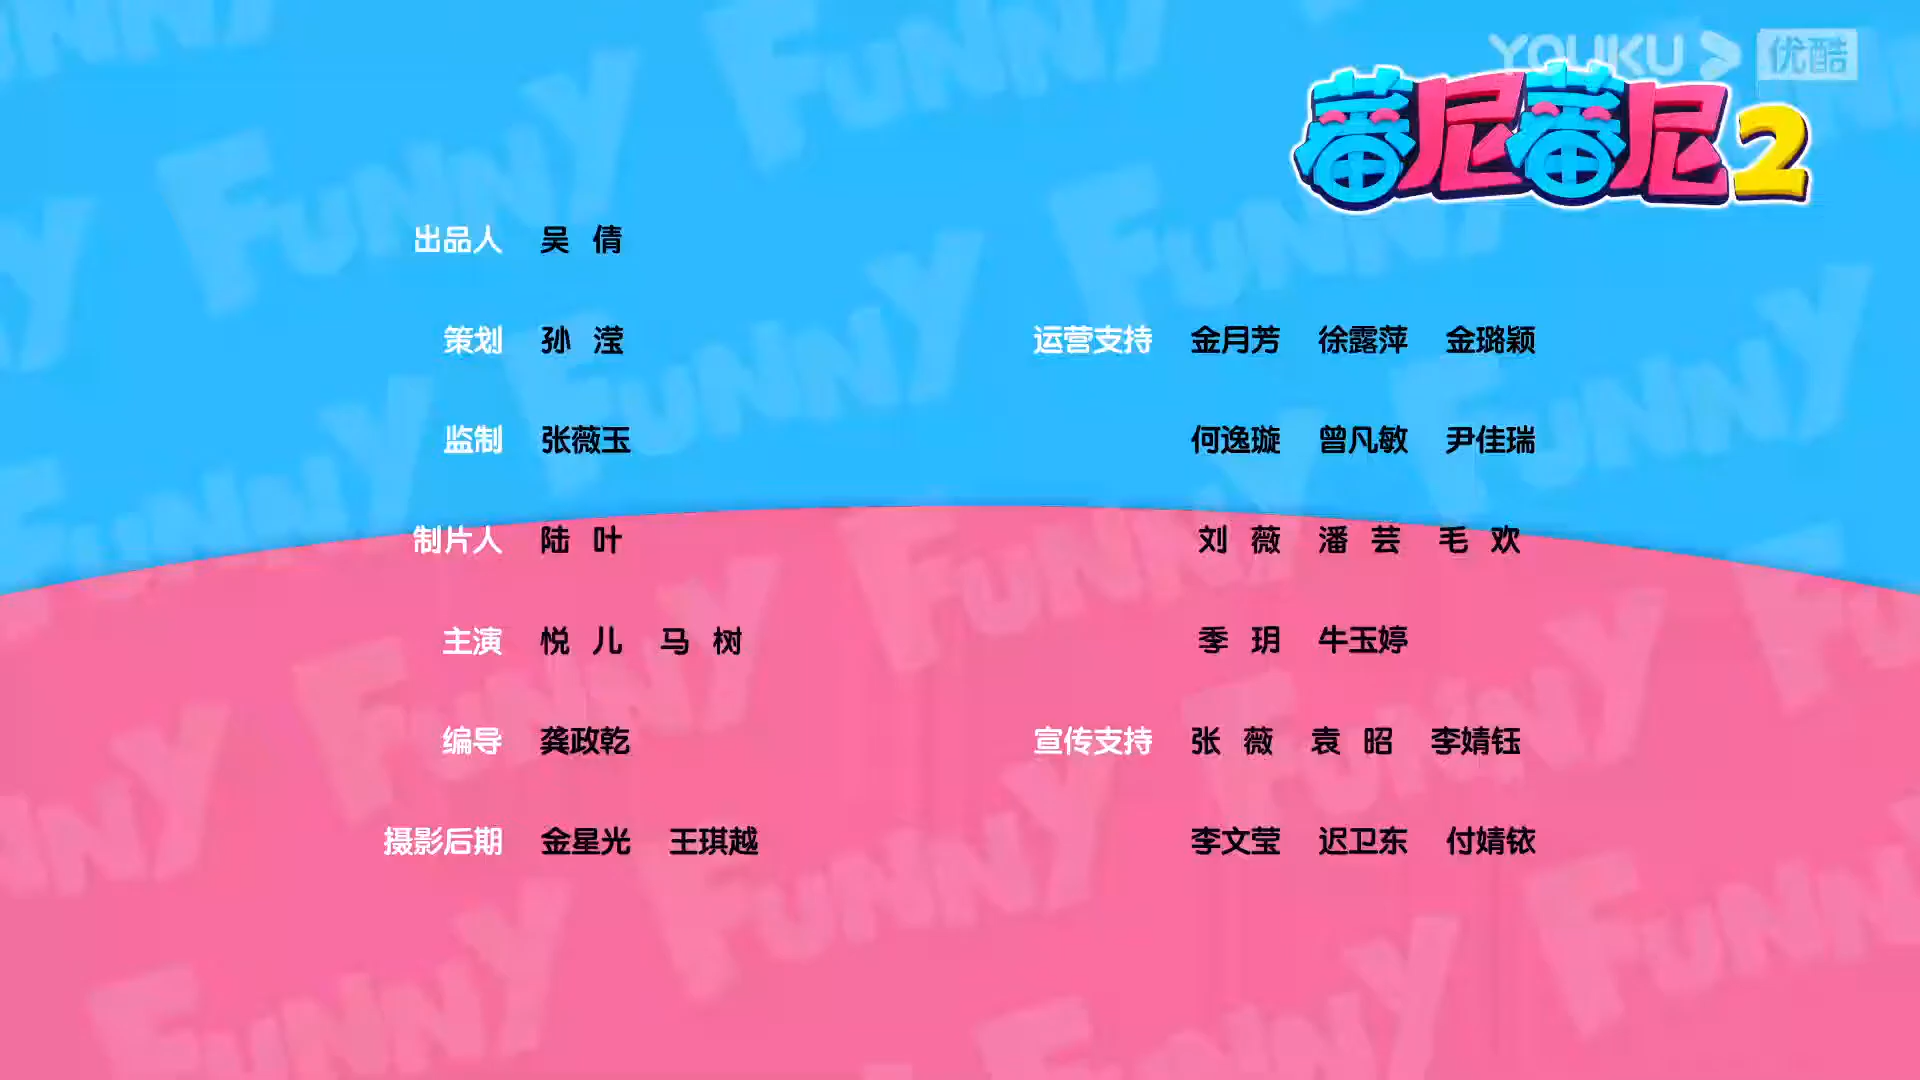 YOUKU 优酷
蕃尼蕃尼2
出品人 吴 倩
策划 孙 滢
监制 张薇玉
制片人 陆 叶
主演 悦 儿 马 树
编导 龚政乾
摄影后期 金星光 王琪越
运营支持 金月芳 徐露萍 金璐颖
何逸璇 曾凡敏 尹佳瑞
刘 薇 潘 芸 毛 欢
季 玥 牛玉婷
宣传支持 张 薇 袁 昭 李婧钰
李文莹 迟卫东 付婧铱
FUNNY